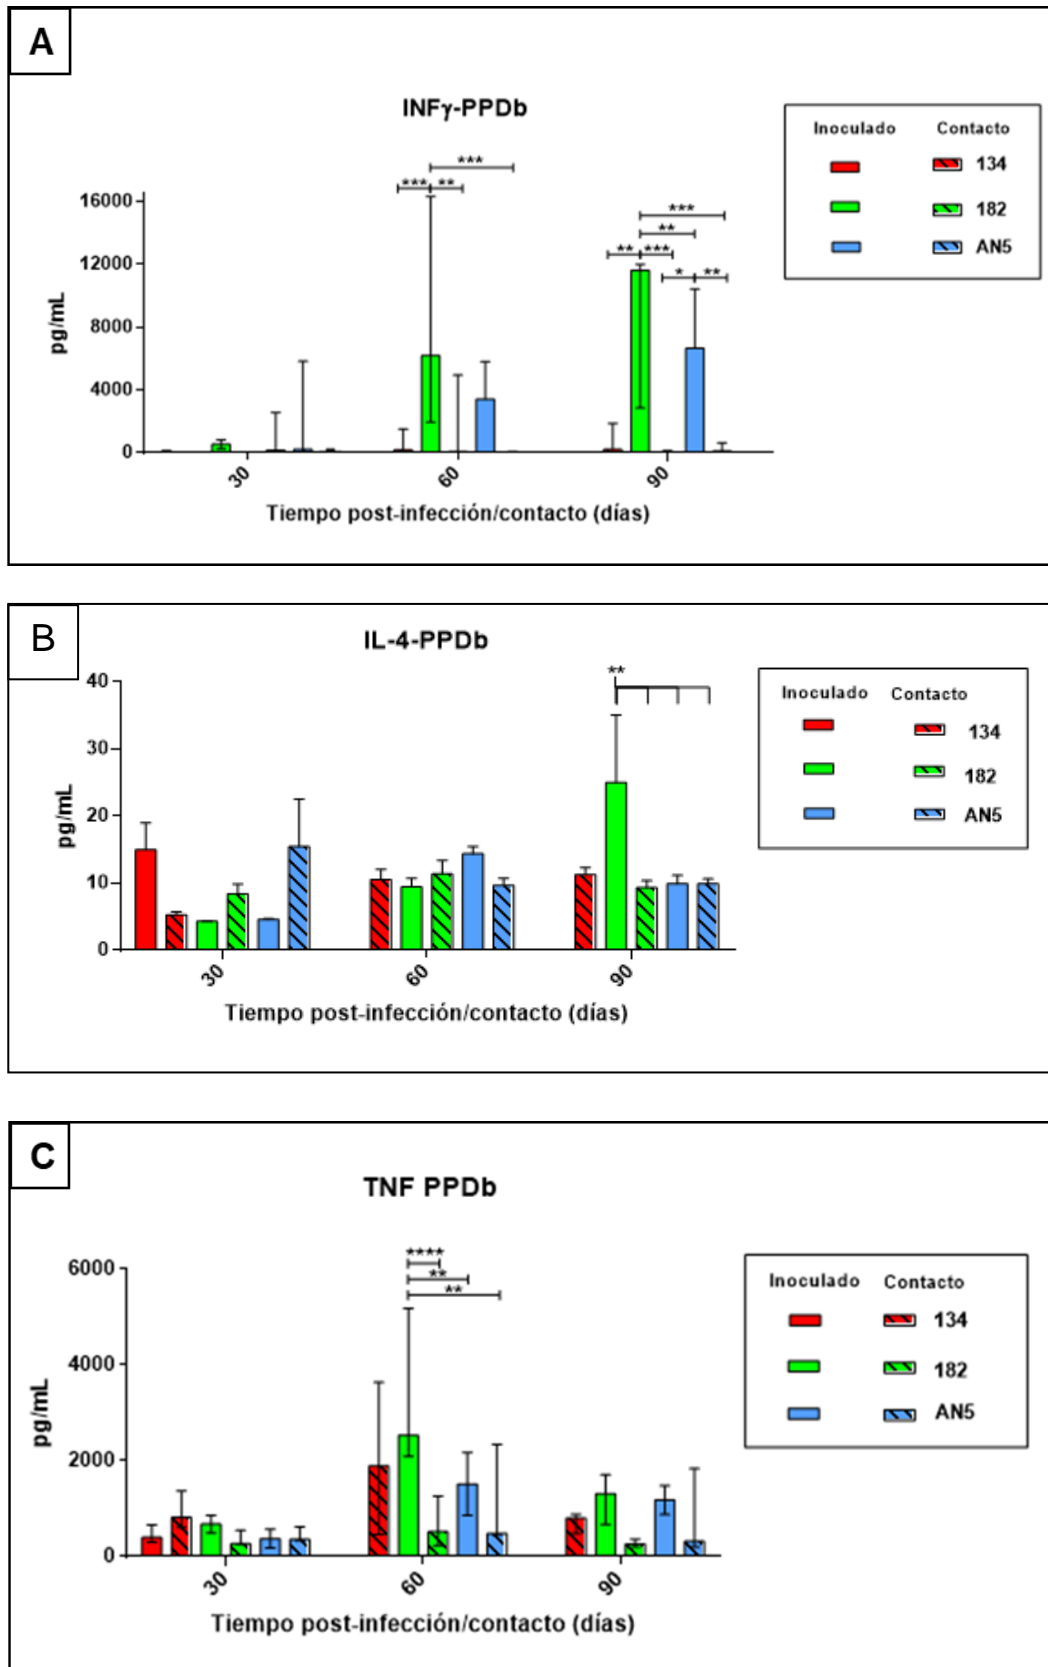 A
INFγ-PPDb
Inoculado Contacto
134
182
AN5
*** 
*** **
***
**
** ***
* **
16000
12000
8000
4000
0
pg/mL
30 60 90
Tiempo post-infección/contacto (días)
B
IL-4-PPDb
Inoculado Contacto
134
182
AN5
**
40
30
20
10
0
pg/mL
30 60 90
Tiempo post-infección/contacto (días)
C
TNF PPDb
Inoculado Contacto
134
182
AN5
****
**
**
6000
4000
2000
0
pg/mL
30 60 90
Tiempo post-infección/contacto (días)